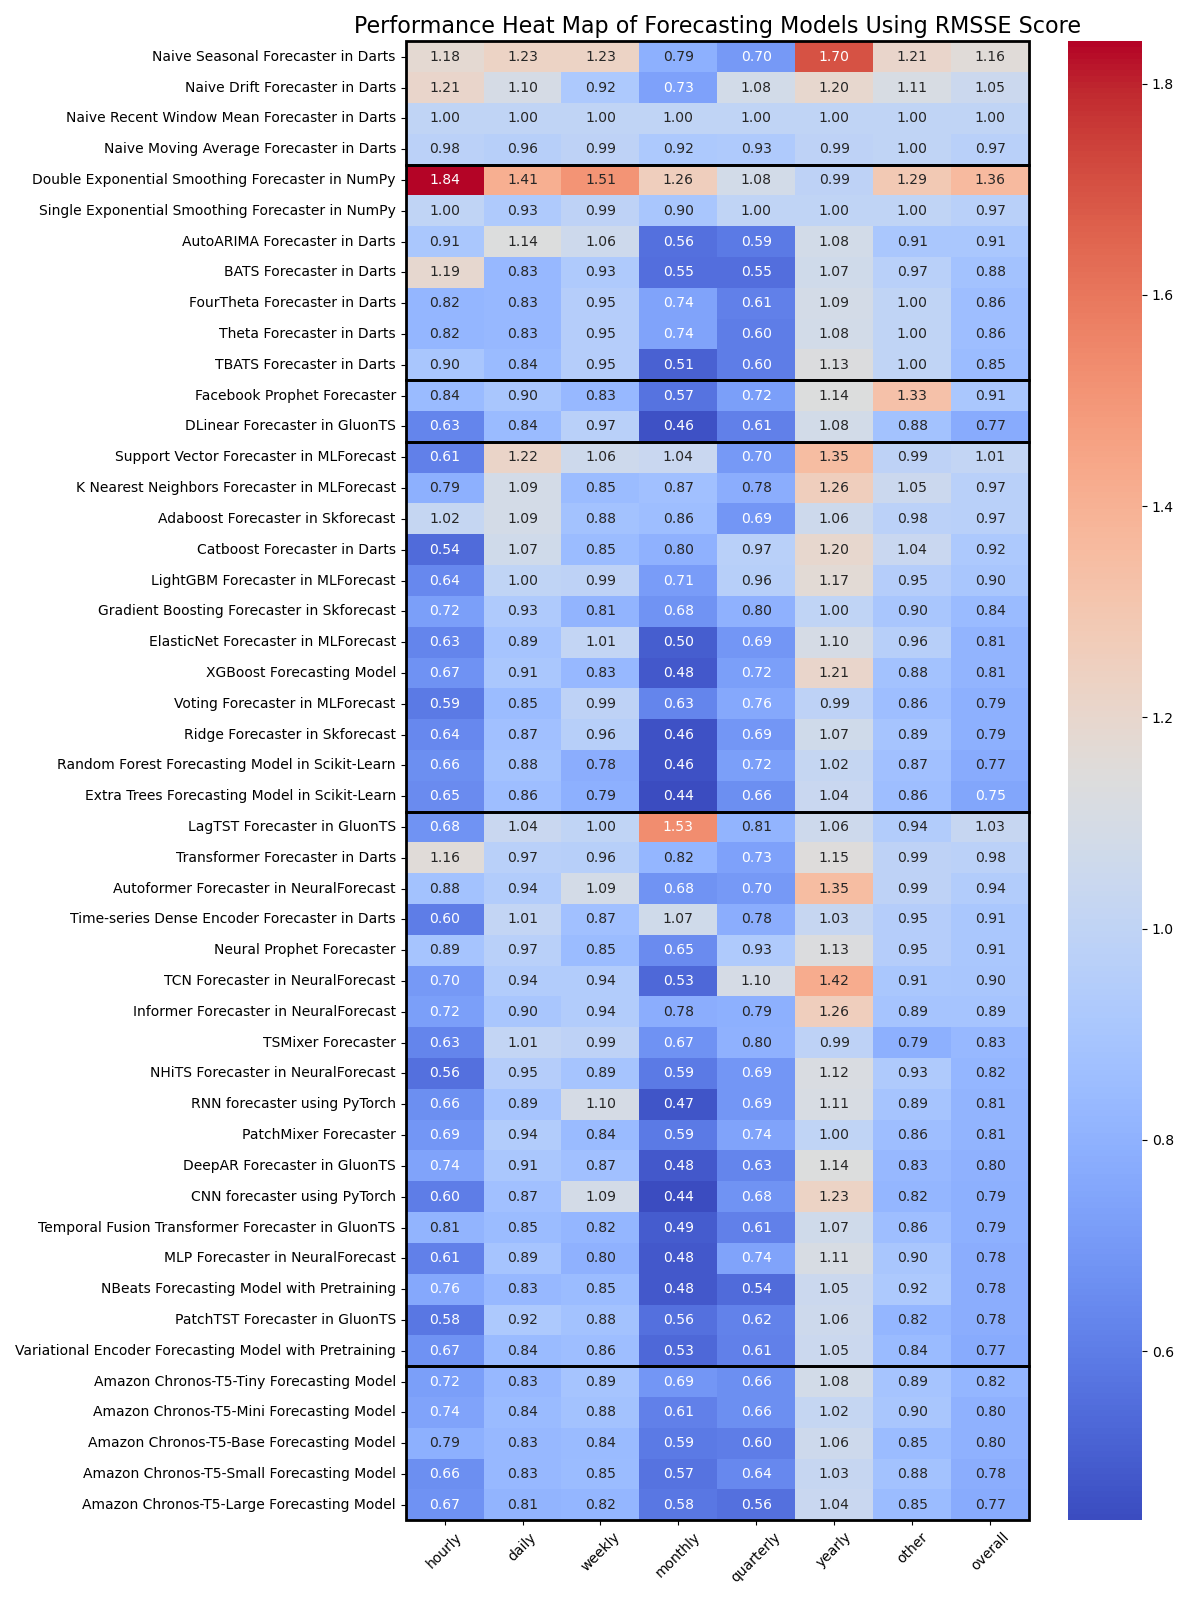 Performance Heat Map of Forecasting Models Using RMSSE Score
Naive Seasonal Forecaster in Darts 1.18 1.23 1.23 0.79 0.70 1.70 1.21 1.16
Naive Drift Forecaster in Darts 1.21 1.10 0.92 0.73 1.08 1.20 1.11 1.05
Naive Recent Window Mean Forecaster in Darts 1.00 1.00 1.00 1.00 1.00 1.00 1.00 1.00
Naive Moving Average Forecaster in Darts 0.98 0.96 0.99 0.92 0.93 0.99 1.00 0.97
Double Exponential Smoothing Forecaster in NumPy 1.84 1.41 1.51 1.26 1.08 0.99 1.29 1.36
Single Exponential Smoothing Forecaster in NumPy 1.00 0.93 0.99 0.90 1.00 1.00 1.00 0.97
AutoARIMA Forecaster in Darts 0.91 1.14 1.06 0.56 0.59 1.08 0.91 0.91
BATS Forecaster in Darts 1.19 0.83 0.93 0.55 0.55 1.07 0.97 0.88
FourTheta Forecaster in Darts 0.82 0.83 0.95 0.74 0.61 1.09 1.00 0.86
Theta Forecaster in Darts 0.82 0.83 0.95 0.74 0.60 1.08 1.00 0.86
TBATS Forecaster in Darts 0.90 0.84 0.95 0.51 0.60 1.13 1.00 0.85
Facebook Prophet Forecaster 0.84 0.90 0.83 0.57 0.72 1.14 1.33 0.91
DLinear Forecaster in GluonTS 0.63 0.84 0.97 0.46 0.61 1.08 0.88 0.77
Support Vector Forecaster in MLForecast 0.61 1.22 1.06 1.04 0.70 1.35 0.99 1.01
K Nearest Neighbors Forecaster in MLForecast 0.79 1.09 0.85 0.87 0.78 1.26 1.05 0.97
Adaboost Forecaster in Skforecast 1.02 1.09 0.88 0.86 0.69 1.06 0.98 0.97
Catboost Forecaster in Darts 0.54 1.07 0.85 0.80 0.97 1.20 1.04 0.92
LightGBM Forecaster in MLForecast 0.64 1.00 0.99 0.71 0.96 1.17 0.95 0.90
Gradient Boosting Forecaster in Skforecast 0.72 0.93 0.81 0.68 0.80 1.00 0.90 0.84
ElasticNet Forecaster in MLForecast 0.63 0.89 1.01 0.50 0.69 1.10 0.96 0.81
XGBoost Forecasting Model 0.67 0.91 0.83 0.48 0.72 1.21 0.88 0.81
Voting Forecaster in MLForecast 0.59 0.85 0.99 0.63 0.76 0.99 0.86 0.79
Ridge Forecaster in Skforecast 0.64 0.87 0.96 0.46 0.69 1.07 0.89 0.79
Random Forest Forecasting Model in Scikit-Learn 0.66 0.88 0.78 0.46 0.72 1.02 0.87 0.77
Extra Trees Forecasting Model in Scikit-Learn 0.65 0.86 0.79 0.44 0.66 1.04 0.86 0.75
LagTST Forecaster in GluonTS 0.68 1.04 1.00 1.53 0.81 1.06 0.94 1.03
Transformer Forecaster in Darts 1.16 0.97 0.96 0.82 0.73 1.15 0.99 0.98
Autoformer Forecaster in NeuralForecast 0.88 0.94 1.09 0.68 0.70 1.35 0.99 0.94
Time-series Dense Encoder Forecaster in Darts 0.60 1.01 0.87 1.07 0.78 1.03 0.95 0.91
Neural Prophet Forecaster 0.89 0.97 0.85 0.65 0.93 1.13 0.95 0.91
TCN Forecaster in NeuralForecast 0.70 0.94 0.94 0.53 1.10 1.42 0.91 0.90
Informer Forecaster in NeuralForecast 0.72 0.90 0.94 0.78 0.79 1.26 0.89 0.89
TSMixer Forecaster 0.63 1.01 0.99 0.67 0.80 0.99 0.79 0.83
NHiTS Forecaster in NeuralForecast 0.56 0.95 0.89 0.59 0.69 1.12 0.93 0.82
RNN forecaster using PyTorch 0.66 0.89 1.10 0.47 0.69 1.11 0.89 0.81
PatchMixer Forecaster 0.69 0.94 0.84 0.59 0.74 1.00 0.86 0.81
DeepAR Forecaster in GluonTS 0.74 0.91 0.87 0.48 0.63 1.14 0.83 0.80
CNN forecaster using PyTorch 0.60 0.87 1.09 0.44 0.68 1.23 0.82 0.79
Temporal Fusion Transformer Forecaster in GluonTS 0.81 0.85 0.82 0.49 0.61 1.07 0.86 0.79
MLP Forecaster in NeuralForecast 0.61 0.89 0.80 0.48 0.74 1.11 0.90 0.78
NBeats Forecasting Model with Pretraining 0.76 0.83 0.85 0.48 0.54 1.05 0.92 0.78
PatchTST Forecaster in GluonTS 0.58 0.92 0.88 0.56 0.62 1.06 0.82 0.78
Variational Encoder Forecasting Model with Pretraining 0.67 0.84 0.86 0.53 0.61 1.05 0.84 0.77
Amazon Chronos-T5-Tiny Forecasting Model 0.72 0.83 0.89 0.69 0.66 1.08 0.89 0.82
Amazon Chronos-T5-Mini Forecasting Model 0.74 0.84 0.88 0.61 0.66 1.02 0.90 0.80
Amazon Chronos-T5-Base Forecasting Model 0.79 0.83 0.84 0.59 0.60 1.06 0.85 0.80
Amazon Chronos-T5-Small Forecasting Model 0.66 0.83 0.85 0.57 0.64 1.03 0.88 0.78
Amazon Chronos-T5-Large Forecasting Model 0.67 0.81 0.82 0.58 0.56 1.04 0.85 0.77
hourly daily weekly monthly quarterly yearly other overall
1.8
1.6
1.4
1.2
1.0
0.8
0.6